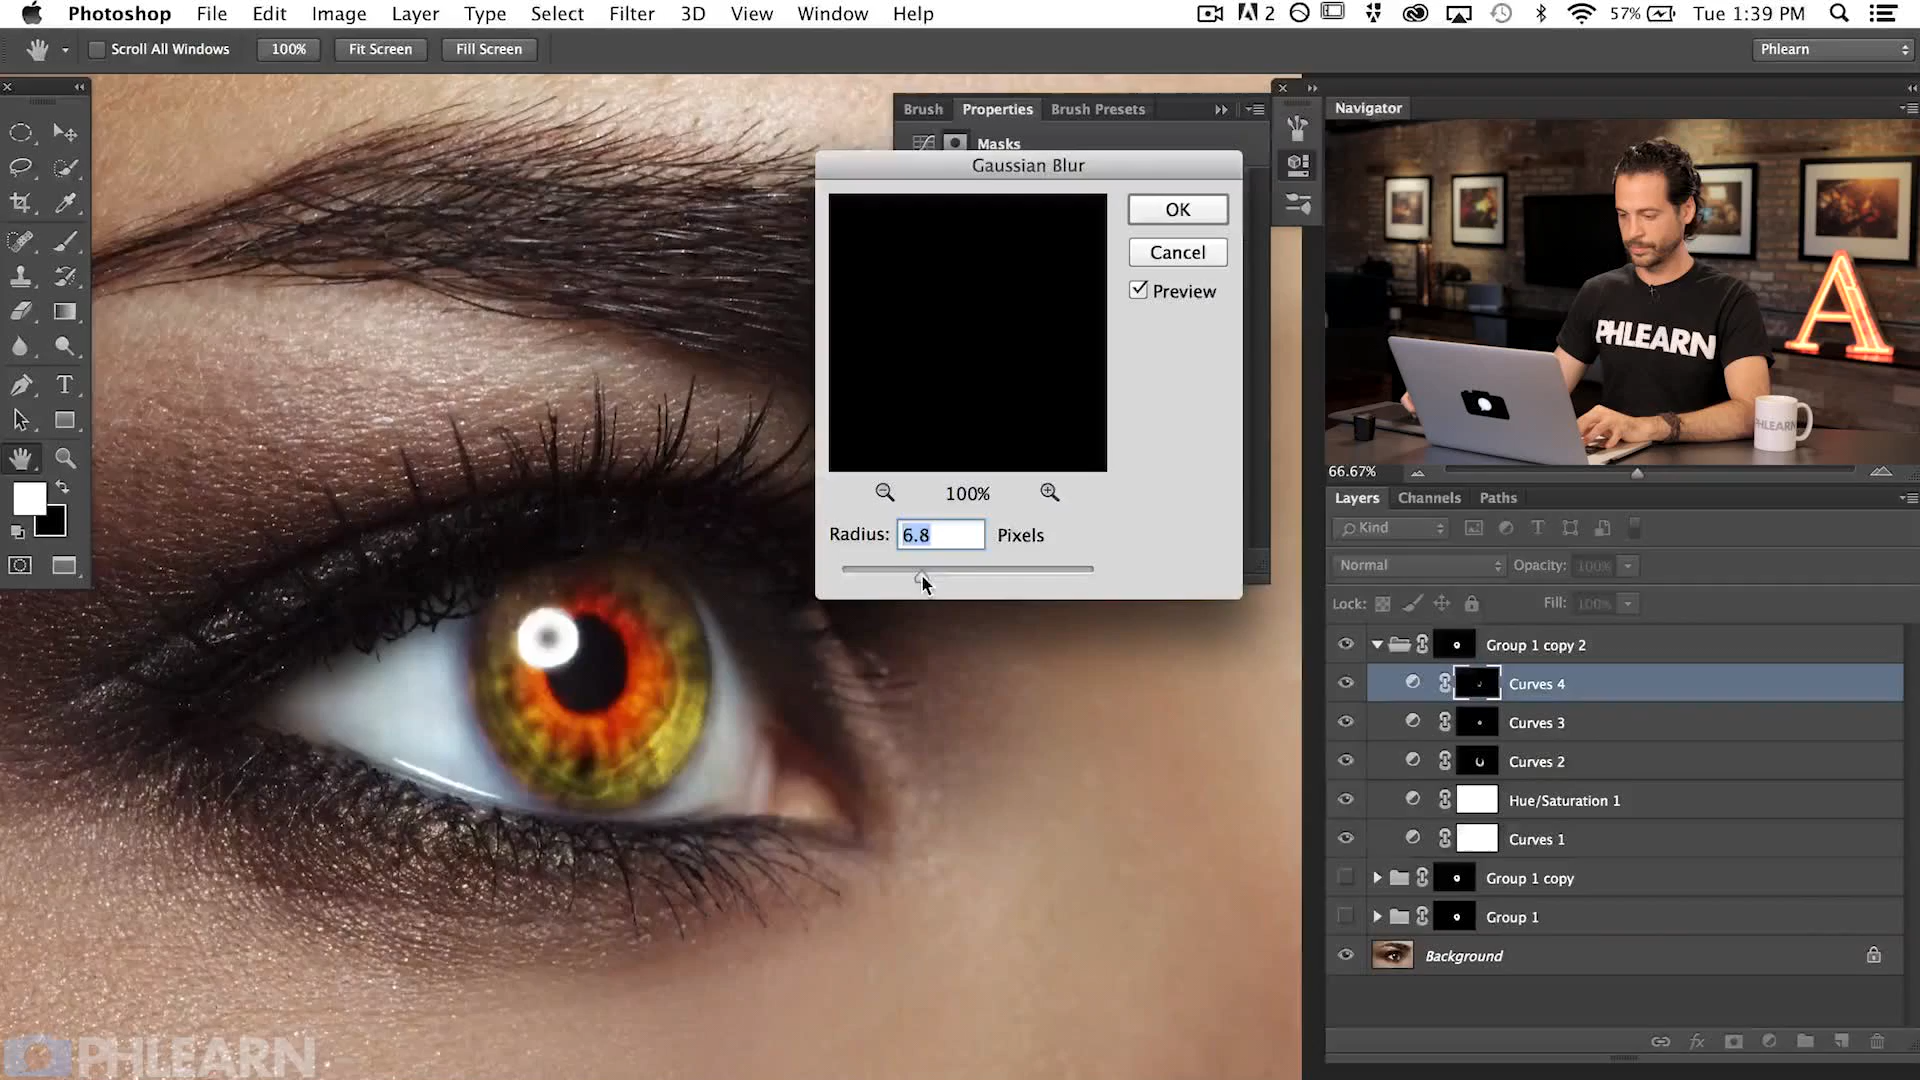 Photoshop File Edit Image Layer Type Select Filter 3D View Window Help 2 57% Tue 1:39 PM
Scroll All Windows 100% Fit Screen Fill Screen Phlearn
Brush Properties Brush Presets
Masks
Gaussian Blur
OK
Cancel
Preview
100%
Radius: 6.8 Pixels
Navigator
PHLEARN
PHLEARN
A
66.67%
Layers Channels Paths
Kind
Normal Opacity: 100%
Lock: Fill: 100%
Group 1 copy 2
Curves 4
Curves 3
Curves 2
Hue/Saturation 1
Curves 1
Group 1 copy
Group 1
Background
PHLEARN